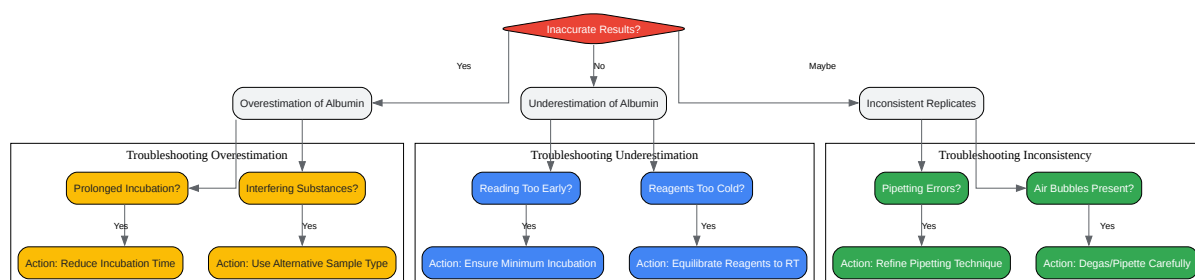 Inaccurate Results?
Yes
No
Maybe
Overestimation of Albumin
Underestimation of Albumin
Inconsistent Replicates
Troubleshooting Overestimation
Troubleshooting Underestimation
Troubleshooting Inconsistency
Prolonged Incubation?
Interfering Substances?
Reading Too Early?
Reagents Too Cold?
Pipetting Errors?
Air Bubbles Present?
Yes
Yes
Yes
Yes
Yes
Yes
Action: Reduce Incubation Time
Action: Use Alternative Sample Type
Action: Ensure Minimum Incubation
Action: Equilibrate Reagents to RT
Action: Refine Pipetting Technique
Action: Degas/Pipette Carefully